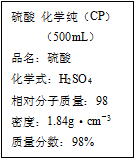 硫酸 化学纯（CP）
（500mL）
品名：硫酸
化学式：H₂SO₄
相对分子质量：98
密度：1.84g·cm⁻³
质量分数：98%